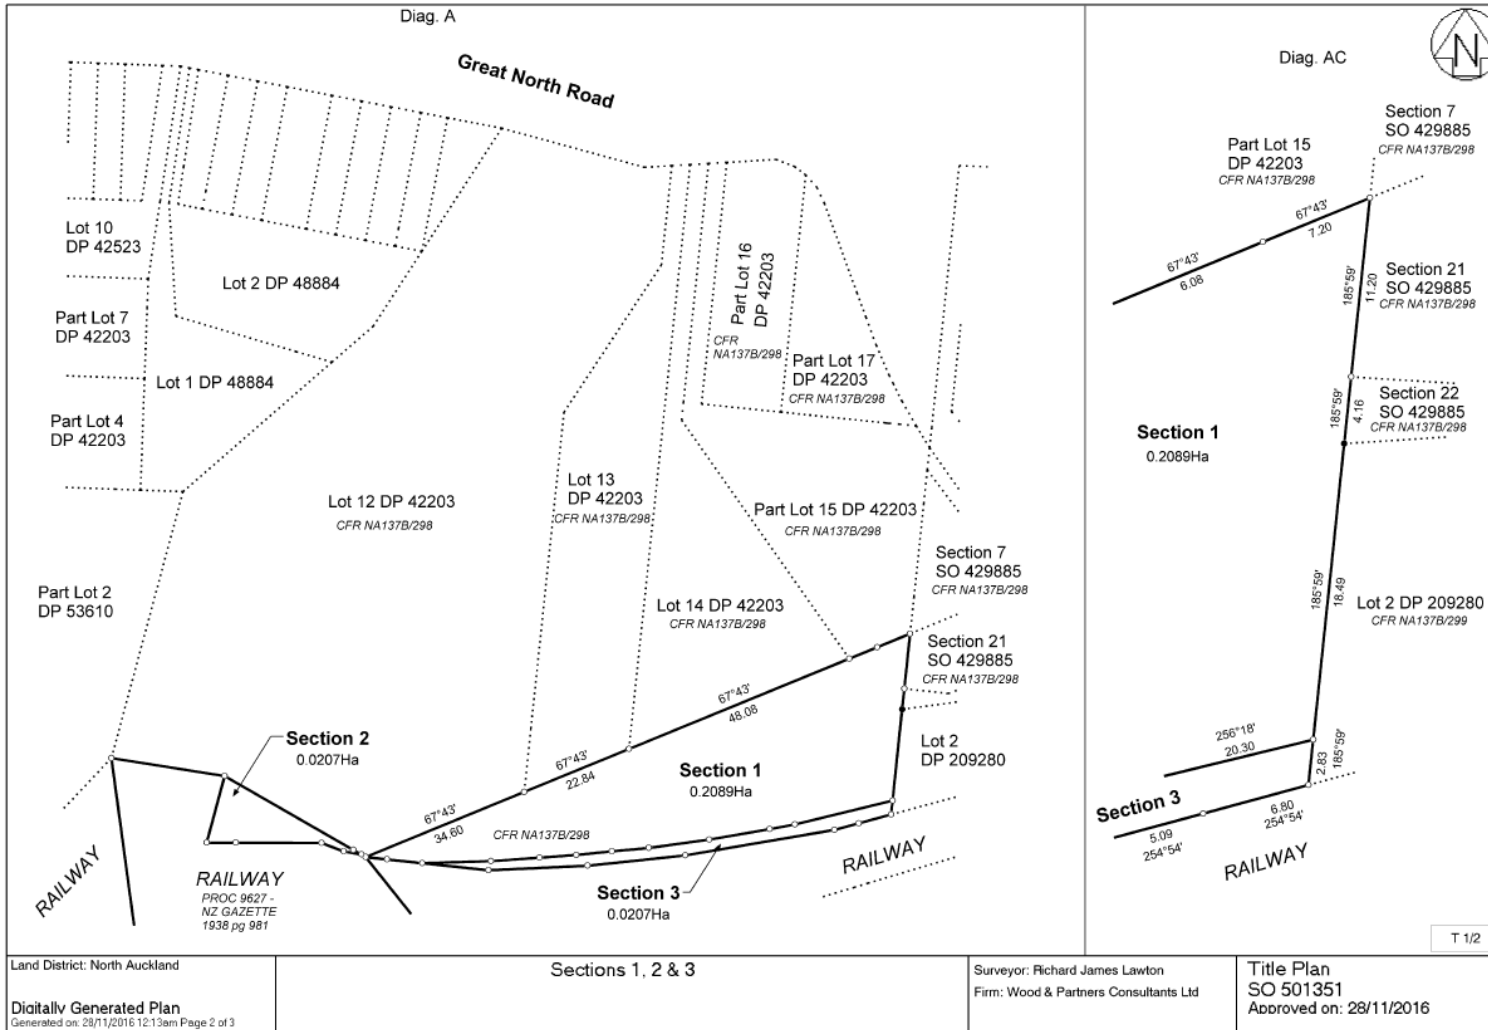 Diag. A
Great North Road
Lot 10
DP 42523
Lot 2 DP 48884
Part Lot 7
DP 42203
Lot 1 DP 48884
Part Lot 4
DP 42203
Part Lot 16
DP 42203
CFR
NA137B/298
Part Lot 17
DP 42203
CFR NA137B/298
Lot 12 DP 42203
CFR NA137B/298
Lot 13
DP 42203
CFR NA137B/298
Part Lot 15 DP 42203
CFR NA137B/298
Part Lot 2
DP 53610
Lot 14 DP 42203
CFR NA137B/298
Section 7
SO 429885
CFR NA137B/298
Section 21
SO 429885
CFR NA137B/298
67°43'
48.08
67°43'
22.84
67°43'
34.60
Section 2
0.0207Ha
Section 1
0.2089Ha
CFR NA137B/298
Lot 2
DP 209280
RAILWAY
RAILWAY
PROC 9627 -
NZ GAZETTE
1938 pg 981
Section 3
0.0207Ha
RAILWAY
Diag. AC
N
Section 7
SO 429885
CFR NA137B/298
Part Lot 15
DP 42203
CFR NA137B/298
67°43'
7.20
67°43'
6.08
185°59'
11.20
Section 21
SO 429885
CFR NA137B/298
185°59'
4.16
Section 22
SO 429885
CFR NA137B/298
Section 1
0.2089Ha
185°59'
18.49
Lot 2 DP 209280
CFR NA137B/299
256°18'
20.30
2.83
185°59'
Section 3
6.80
254°54'
5.09
254°54'
RAILWAY
T 1/2
Land District: North Auckland
Digitally Generated Plan
Generated on: 28/11/2016 12:13am Page 2 of 3
Sections 1, 2 & 3
Surveyor: Richard James Lawton
Firm: Wood & Partners Consultants Ltd
Title Plan
SO 501351
Approved on: 28/11/2016